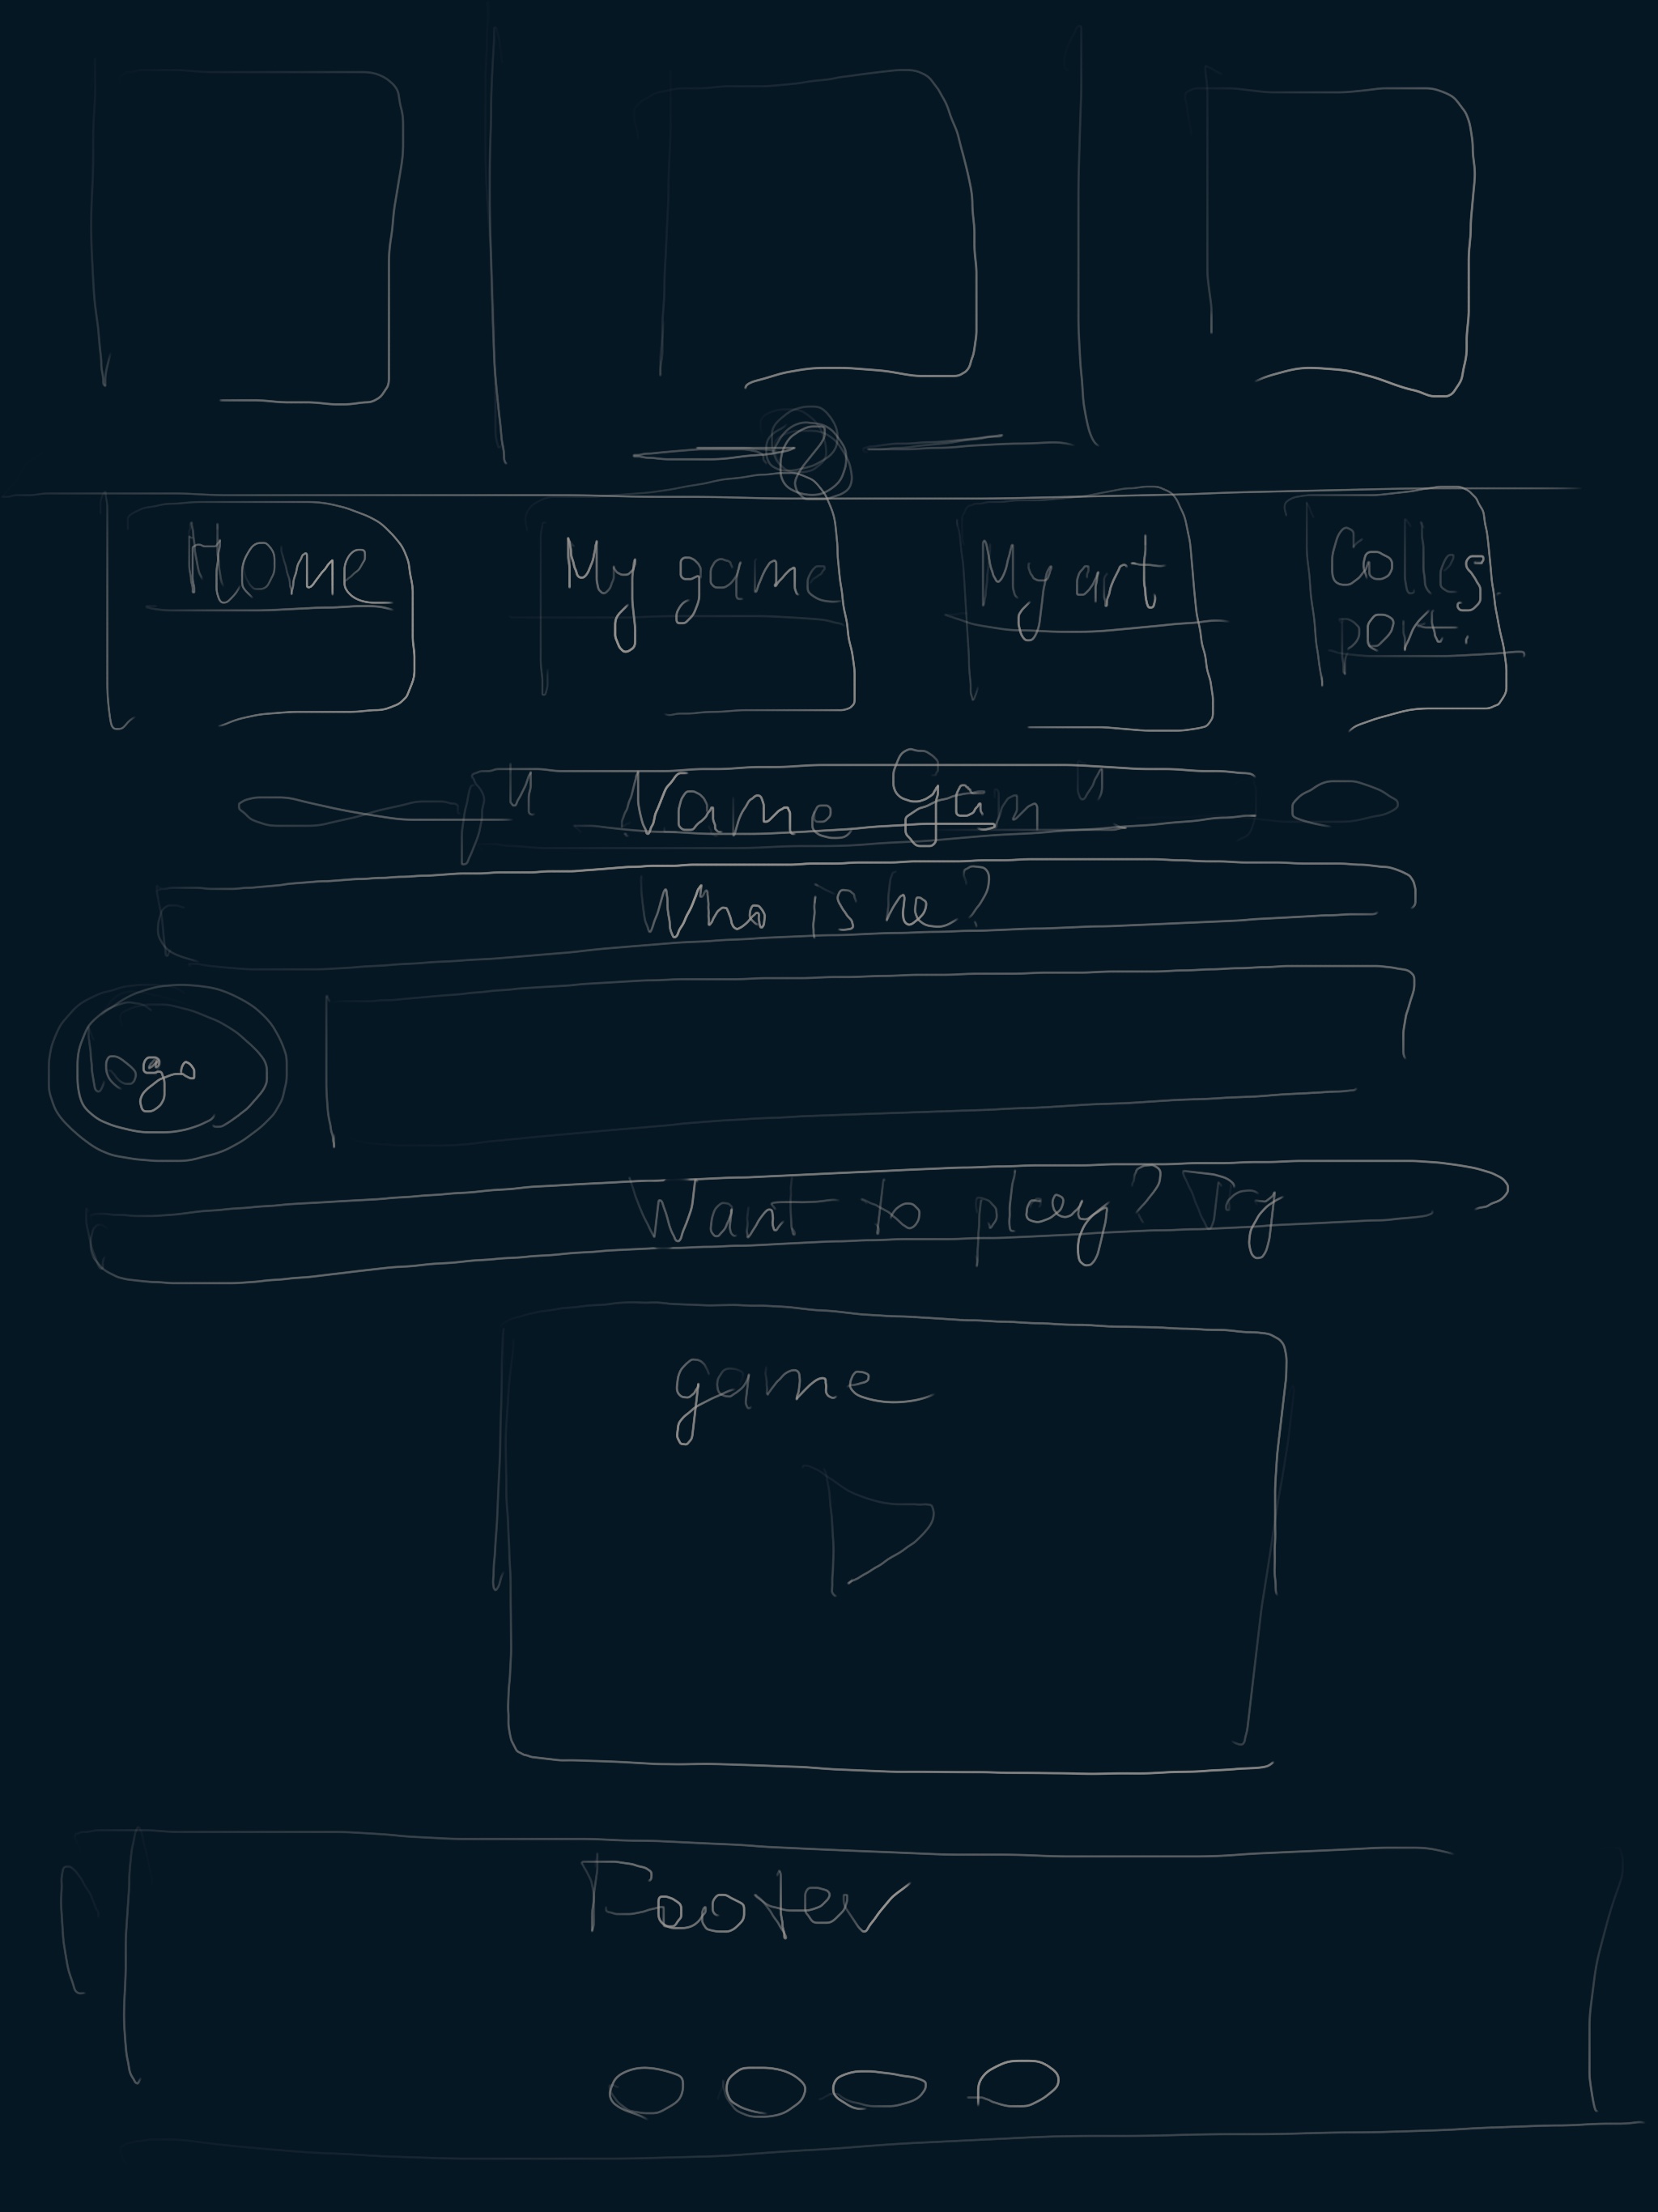 Home
My game
My art
Colles.
port.
"Name Gam"
Who is he?
Logo
Want to play? Try
game
Footer